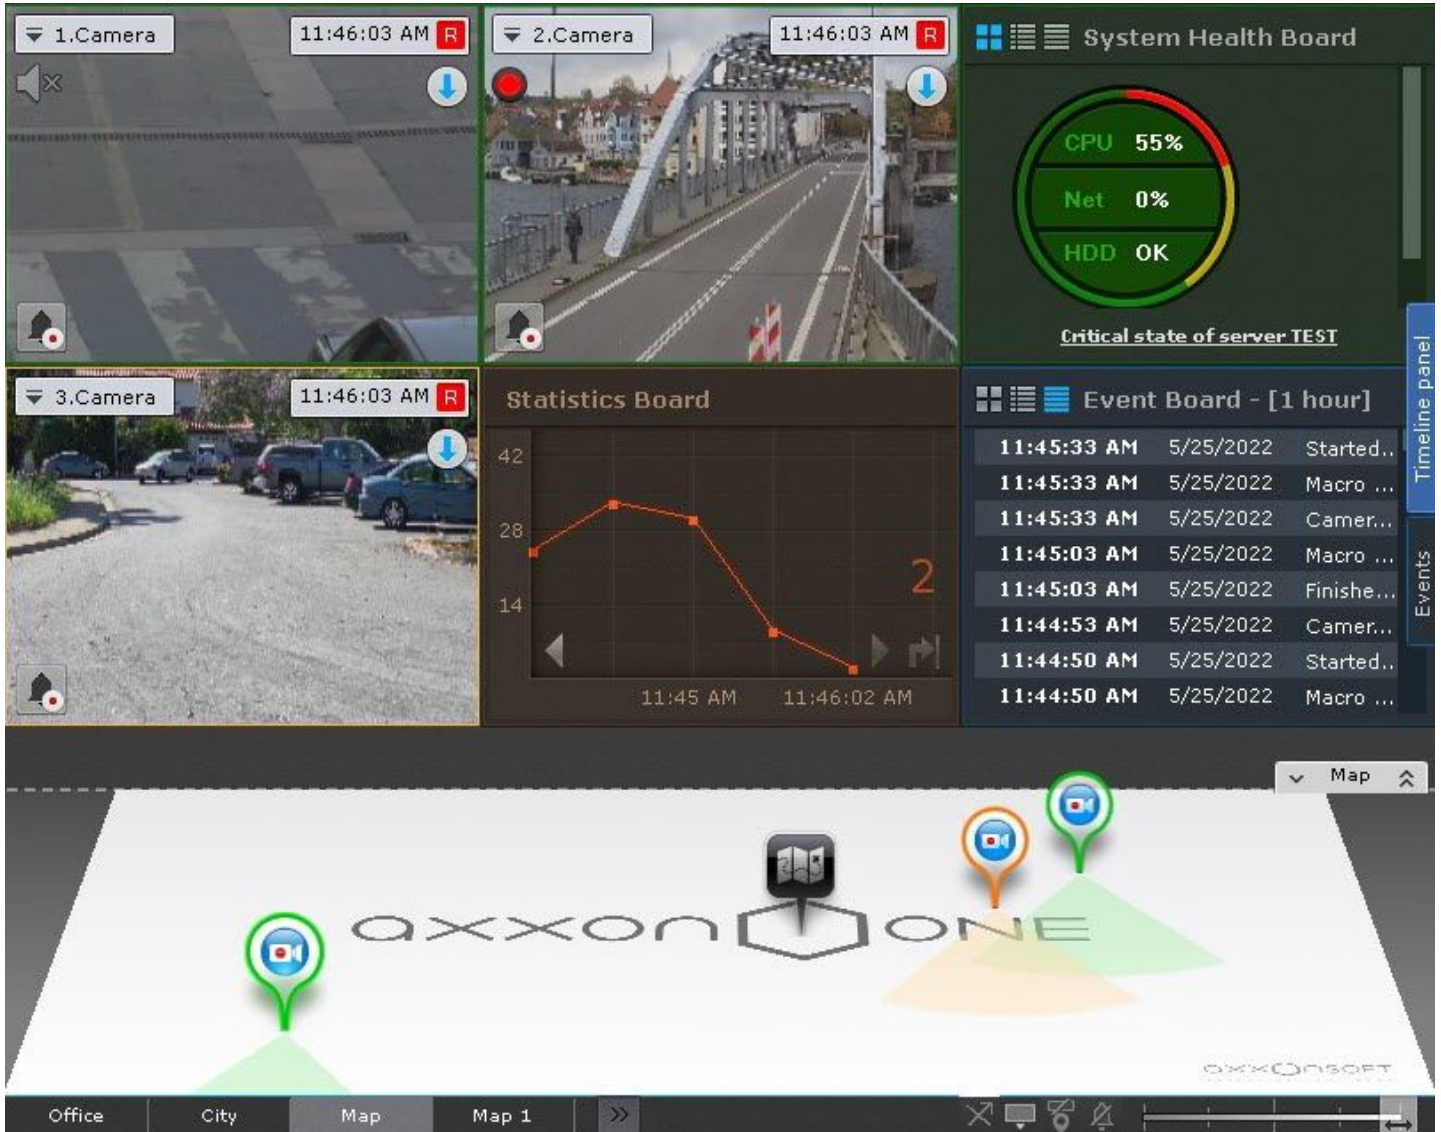 1.Camera
11:46:03 AM R
2.Camera
11:46:03 AM R
System Health Board
CPU 55%
Net 0%
HDD OK
Critical state of server TEST
3.Camera
11:46:03 AM R
Statistics Board
42
28
14
2
11:45 AM
11:46:02 AM
Event Board - [1 hour]
11:45:33 AM 5/25/2022 Started..
11:45:33 AM 5/25/2022 Macro ...
11:45:33 AM 5/25/2022 Camer...
11:45:03 AM 5/25/2022 Macro ...
11:45:03 AM 5/25/2022 Finishe...
11:44:53 AM 5/25/2022 Camer...
11:44:50 AM 5/25/2022 Started..
11:44:50 AM 5/25/2022 Macro ...
Timeline panel
Events
Map
axxon ONE
axxonsoft
Office
City
Map
Map 1